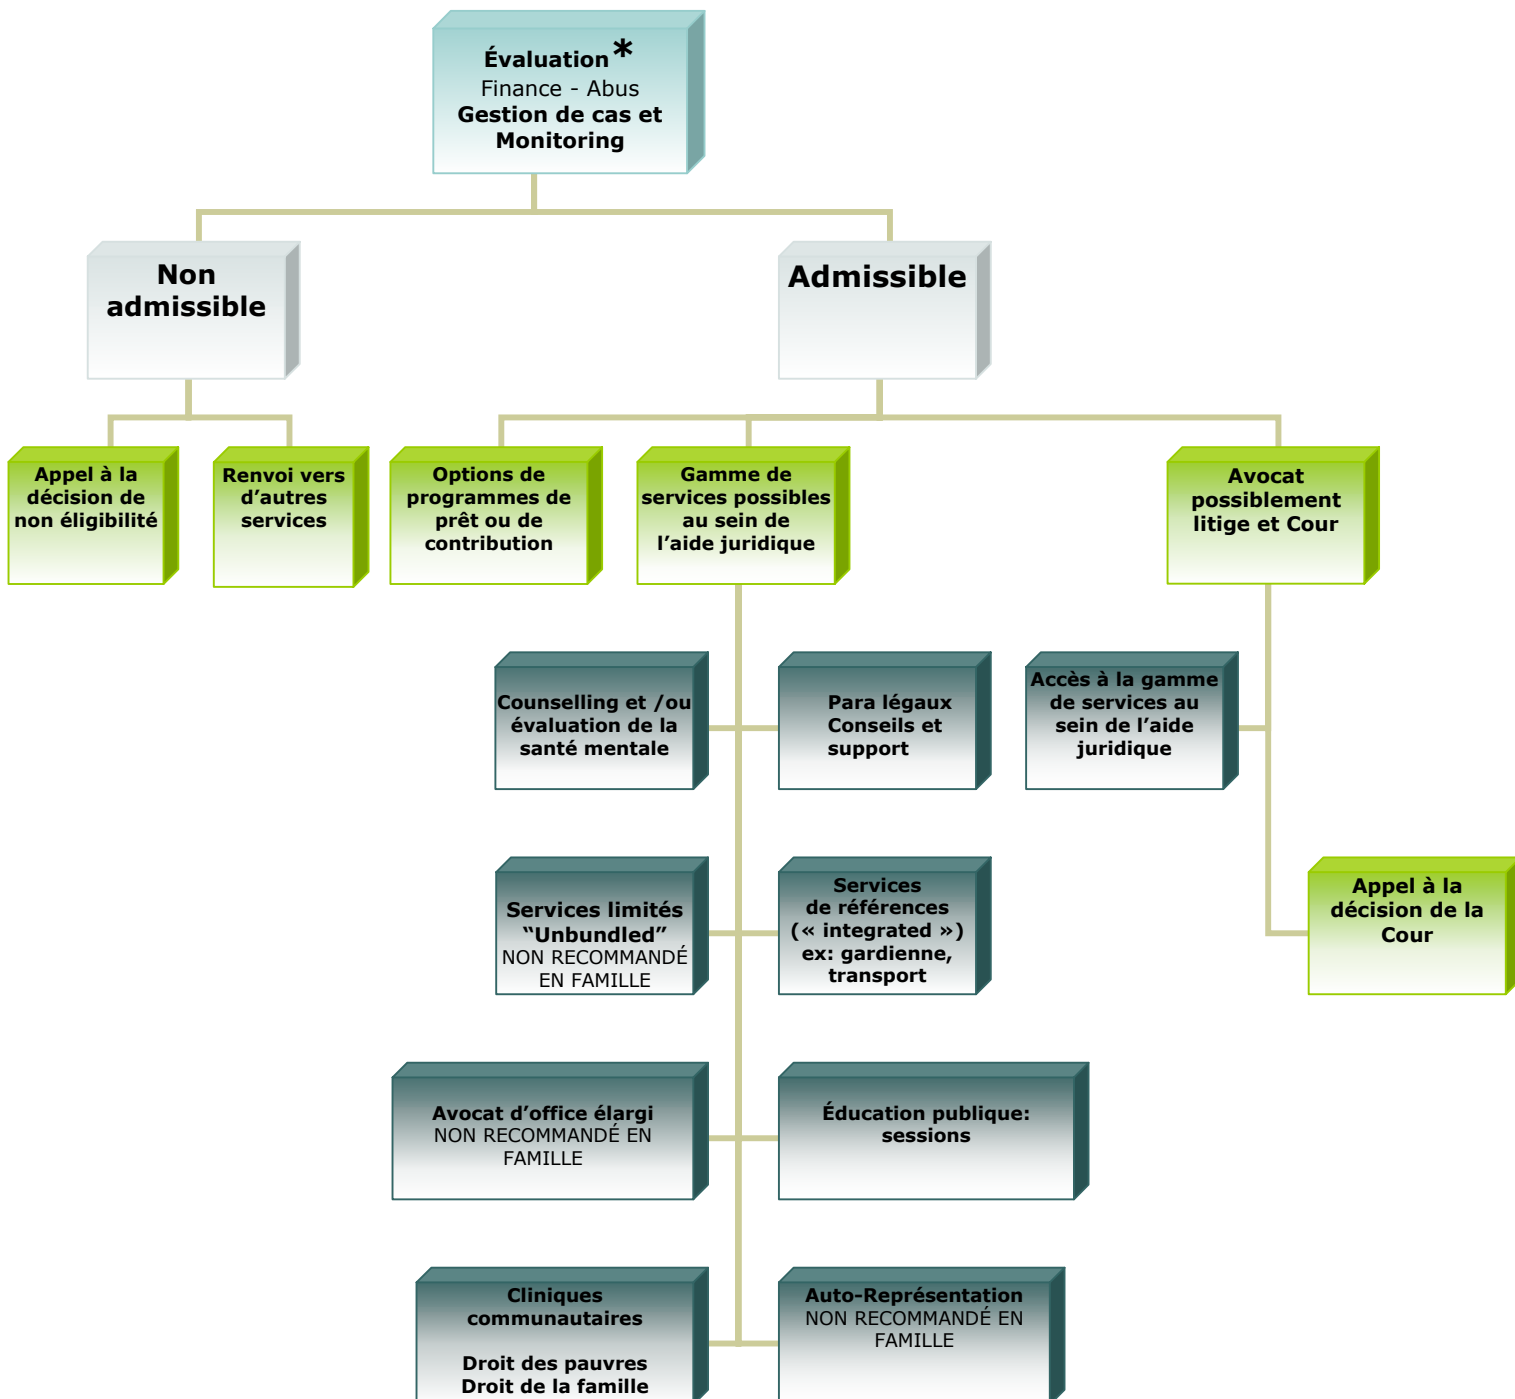 Évaluation*
Finance - Abus
Gestion de cas et
Monitoring
Non
admissible
Admissible
Appel à la
décision de
non éligibilité
Renvoi vers
d'autres
services
Options de
programmes de
prêt ou de
contribution
Gamme de
services possibles
au sein de
l'aide juridique
Avocat
possiblement
litige et Cour
Counselling et /ou
évaluation de la
santé mentale
Para légaux
Conseils et
support
Accès à la gamme
de services au
sein de l'aide
juridique
Services limités
“Unbundled”
NON RECOMMANDÉ
EN FAMILLE
Services
de références
(« integrated »)
ex: gardienne,
transport
Appel à la
décision de la
Cour
Avocat d'office élargi
NON RECOMMANDÉ EN
FAMILLE
Éducation publique:
sessions
Cliniques
communautaires
Droit des pauvres
Droit de la famille
Auto-Représentation
NON RECOMMANDÉ EN
FAMILLE